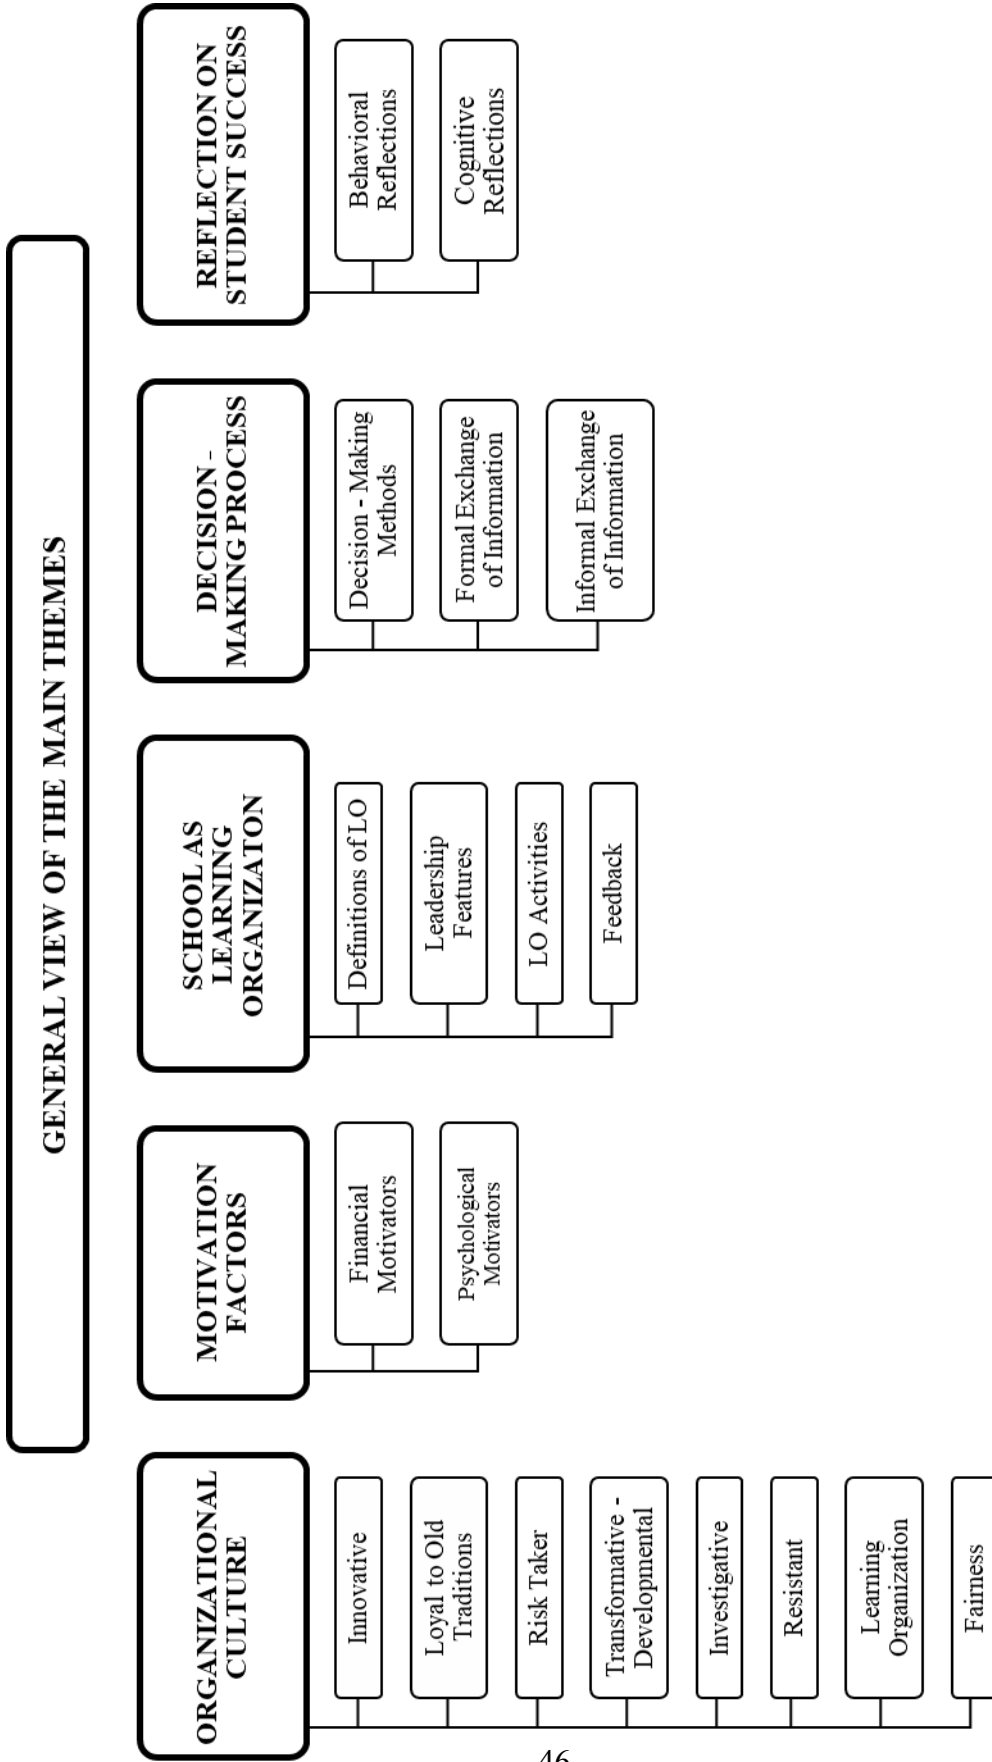 GENERAL VIEW OF THE MAIN THEMES
ORGANIZATIONAL
CULTURE
Innovative
Loyal to Old
Traditions
Risk Taker
Transformative -
Developmental
Investigative
Resistant
Learning
Organization
Fairness
MOTIVATION
FACTORS
Financial
Motivators
Psychological
Motivators
SCHOOL AS
LEARNING
ORGANIZATON
Definitions of LO
Leadership
Features
LO Activities
Feedback
DECISION -
MAKING PROCESS
Decision - Making
Methods
Formal Exchange
of Information
Informal Exchange
of Information
REFLECTION ON
STUDENT SUCCESS
Behavioral
Reflections
Cognitive
Reflections
46